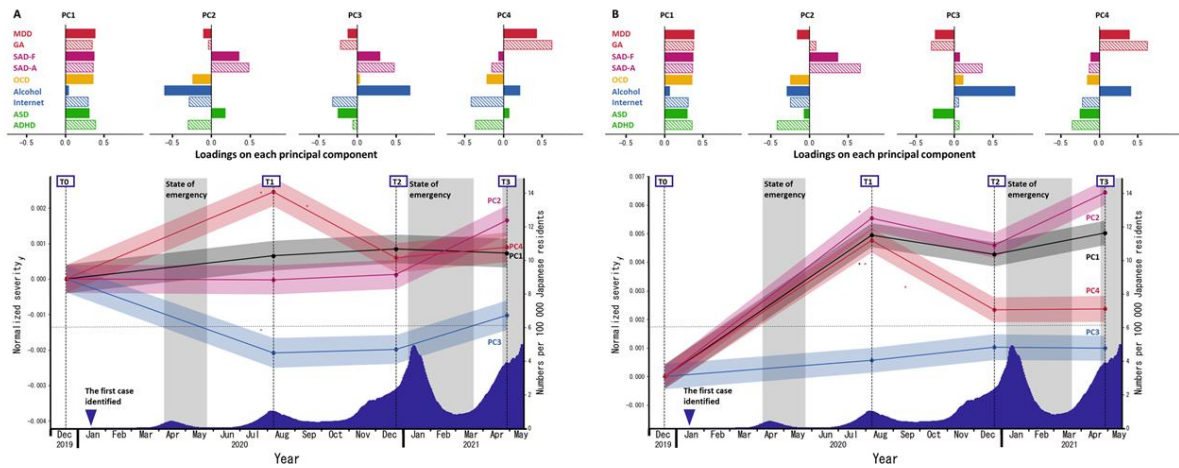 A
PC1 PC2 PC3 PC4
MDD
GA
SAD-F
SAD-A
OCD
Alcohol
Internet
ASD
ADHD
0.0 0.5 −0.5 0.0 0.5 −0.5 0.0 0.5 −0.5 0.0 0.5
Loadings on each principal component
T0 State of emergency T1 T2 State of emergency T3
Normalized severity
0.002
0.001
0.000
-0.001
-0.002
-0.003
-0.004
PC2
PC4
PC1
PC3
14
12
10
8
6
4
2
0
Numbers per 100 000 Japanese residents
The first case
identified
Dec Jan Feb Mar Apr May Jun Jul Aug Sep Oct Nov Dec Jan Feb Mar Apr May
2019 2020 2021
Year
B
PC1 PC2 PC3 PC4
MDD
GA
SAD-F
SAD-A
OCD
Alcohol
Internet
ASD
ADHD
0.0 0.5 −0.5 0.0 0.5 −0.5 0.0 0.5 −0.5 0.0 0.5
Loadings on each principal component
T0 State of emergency T1 T2 State of emergency T3
Normalized severity
0.007
0.006
0.005
0.004
0.003
0.002
0.001
0.000
-0.001
PC2
PC1
PC4
PC3
14
12
10
8
6
4
2
0
Numbers per 100 000 Japanese residents
The first case
identified
Dec Jan Feb Mar Apr May Jun Jul Aug Sep Oct Nov Dec Jan Feb Mar Apr May
2019 2020 2021
Year